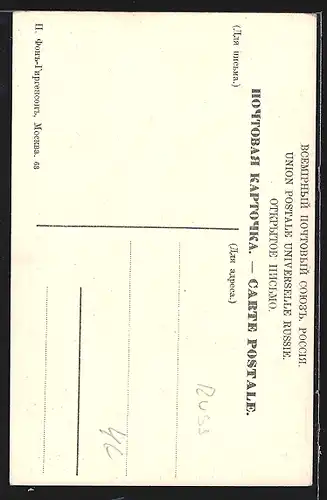 ВСЕМІРНЫЙ ПОЧТОВЫЙ СОЮЗЪ. РОССІЯ.
UNION POSTALE UNIVERSELLE RUSSIE.
ОТКРЫТОЕ ПИСЬМО.
ПОЧТОВАЯ КАРТОЧКА. — CARTE POSTALE.
(Для письма.)
(Для адреса.)
П. Фонъ-Гиргенсонъ, Москва. 63
RUSS